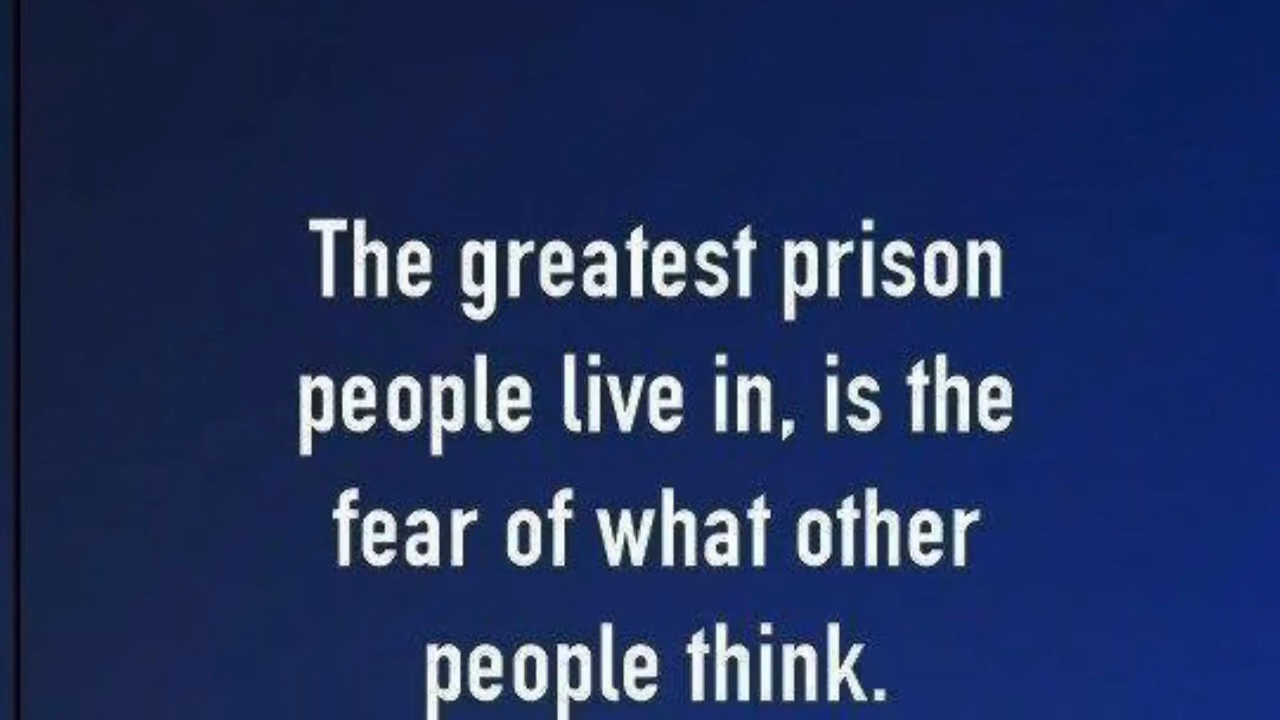 The greatest prison
people live in, is the
fear of what other
people think.